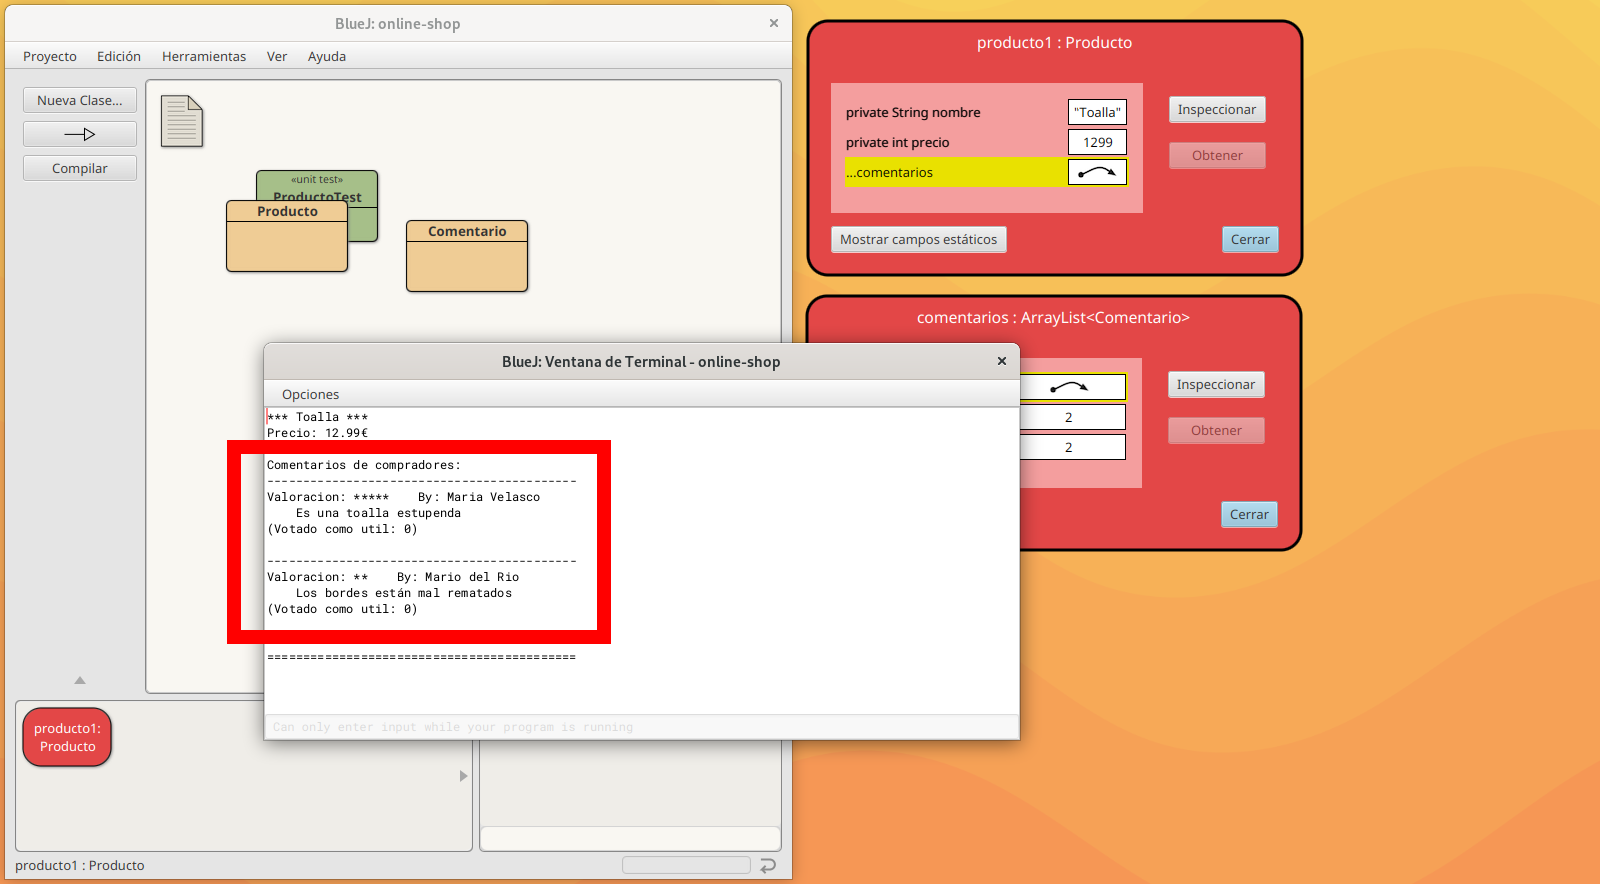 BlueJ: online-shop
Proyecto Edición Herramientas Ver Ayuda
Nueva Clase...
Compilar
«unit test»
ProductoTest
Producto
Comentario
producto1 : Producto
private String nombre "Toalla"
private int precio 1299
...comentarios
Inspeccionar
Obtener
Mostrar campos estáticos
Cerrar
comentarios : ArrayList<Comentario>
2
2
Inspeccionar
Obtener
Cerrar
BlueJ: Ventana de Terminal - online-shop
Opciones
*** Toalla ***
Precio: 12.99€
Comentarios de compradores:
-------------------------------------------
Valoracion: *****    By: Maria Velasco
Es una toalla estupenda
(Votado como util: 0)
-------------------------------------------
Valoracion: **    By: Mario del Rio
Los bordes están mal rematados
(Votado como util: 0)
===========================================
Can only enter input while your program is running
producto1:
Producto
producto1 : Producto